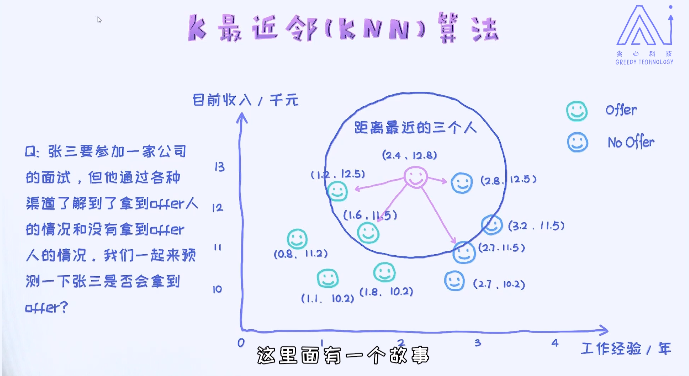 K最近邻(KNN)算法
贪心科技
GREEDY TECHNOLOGY
目前收入 / 千元
Offer
No Offer
距离最近的三个人
Q: 张三要参加一家公司
的面试，但他通过各种
渠道了解到了拿到offer人
的情况和没有拿到offer
人的情况，我们一起来预
测一下张三是否会拿到
offer?
13
12
11
10
(2.4、12.8)
(1.2、12.5)
(2.8、12.5)
(1.6、11.5)
(3.2、11.5)
(0.8、11.2)
(2.7、11.5)
(1.1、10.2)
(1.8、10.2)
(2.7、10.2)
0
1
2
3
4
工作经验 / 年
这里面有一个故事